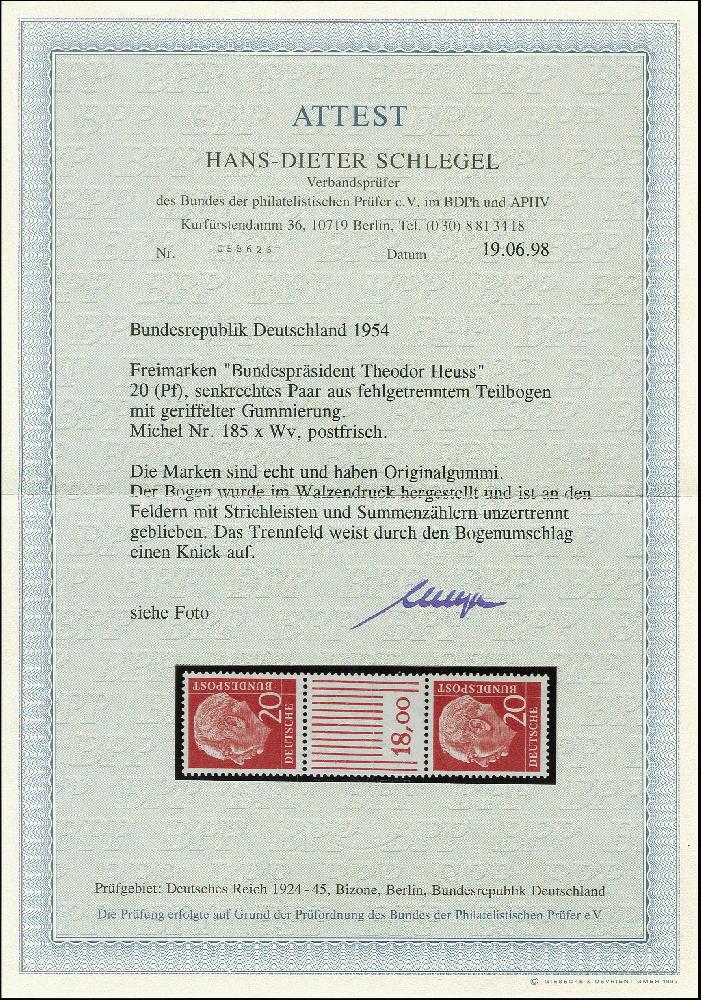 ATTEST
HANS-DIETER SCHLEGEL
Verbandsprüfer
des Bundes der philatelistischen Prüfer e.V. im BDPh und APHV
Kurfürstendamm 36, 10719 Berlin, Tel. (030) 8 81 34 18
Nr. Datum 19.06.98
Bundesrepublik Deutschland 1954
Freimarken "Bundespräsident Theodor Heuss"
20 (Pf), senkrechtes Paar aus fehlgetrenntem Teilbogen
mit geriffelter Gummierung.
Michel Nr. 185 x Wv, postfrisch.
Die Marken sind echt und haben Originalgummi.
Der Bogen wurde im Walzendruck hergestellt und ist an den
Feldern mit Strichleisten und Summenzählern unzertrennt
geblieben. Das Trennfeld weist durch den Bogenumschlag
einen Knick auf.
siehe Foto
DEUTSCHE
BUNDESPOST
20
18,00
DEUTSCHE
BUNDESPOST
20
Prüfgebiet: Deutsches Reich 1924 - 45, Bizone, Berlin, Bundesrepublik Deutschland
Die Prüfung erfolgte auf Grund der Prüfordnung des Bundes der Philatelistischen Prüfer e.V